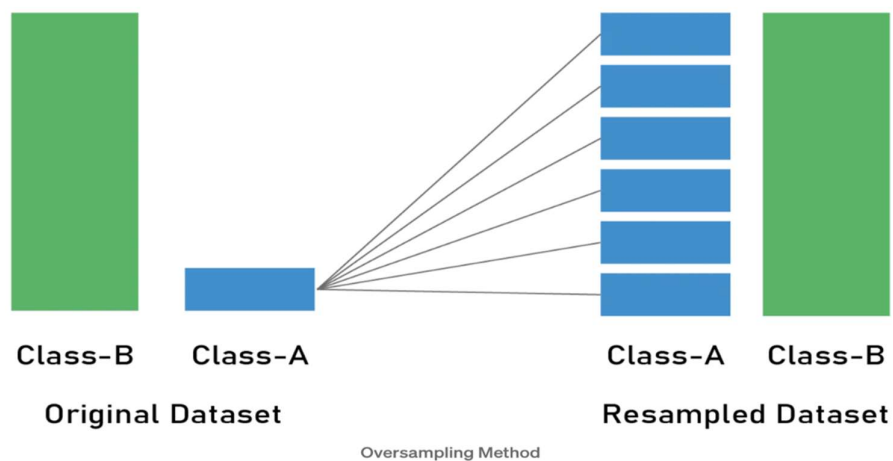 Class-B Class-A Class-A Class-B
Original Dataset Resampled Dataset
Oversampling Method